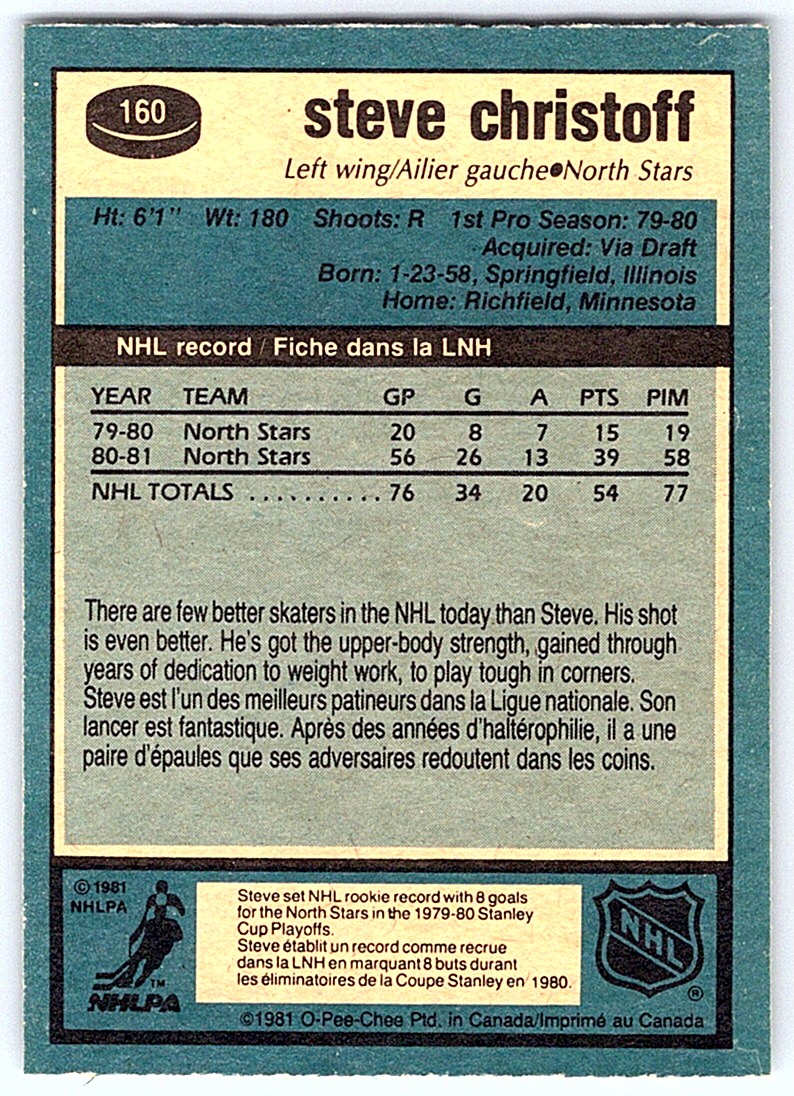 160
steve christoff
Left wing/Ailier gauche●North Stars
Ht: 6'1" Wt: 180 Shoots: R 1st Pro Season: 79-80
Acquired: Via Draft
Born: 1-23-58, Springfield, Illinois
Home: Richfield, Minnesota
NHL record / Fiche dans la LNH
YEAR TEAM GP G A PTS PIM
79-80 North Stars 20 8 7 15 19
80-81 North Stars 56 26 13 39 58
NHL TOTALS .......... 76 34 20 54 77
There are few better skaters in the NHL today than Steve. His shot
is even better. He's got the upper-body strength, gained through
years of dedication to weight work, to play tough in corners.
Steve est l'un des meilleurs patineurs dans la Ligue nationale. Son
lancer est fantastique. Après des années d'haltérophilie, il a une
paire d'épaules que ses adversaires redoutent dans les coins.
©1981
NHLPA
TM
NHLPA
Steve set NHL rookie record with 8 goals
for the North Stars in the 1979-80 Stanley
Cup Playoffs.
Steve établit un record comme recrue
dans la LNH en marquant 8 buts durant
les éliminatoires de la Coupe Stanley en 1980.
NHL
®
©1981 O-Pee-Chee Ptd. in Canada/Imprimé au Canada